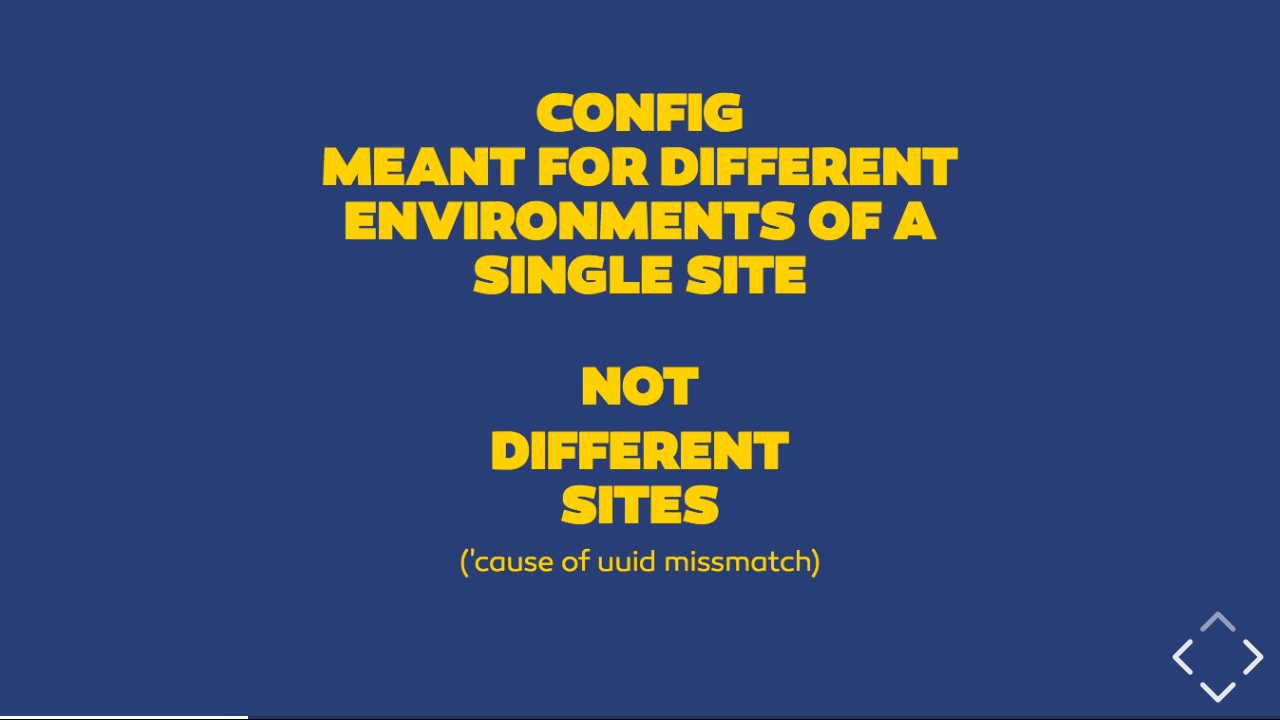 CONFIG
MEANT FOR DIFFERENT
ENVIRONMENTS OF A
SINGLE SITE
NOT
DIFFERENT
SITES
('cause of uuid missmatch)